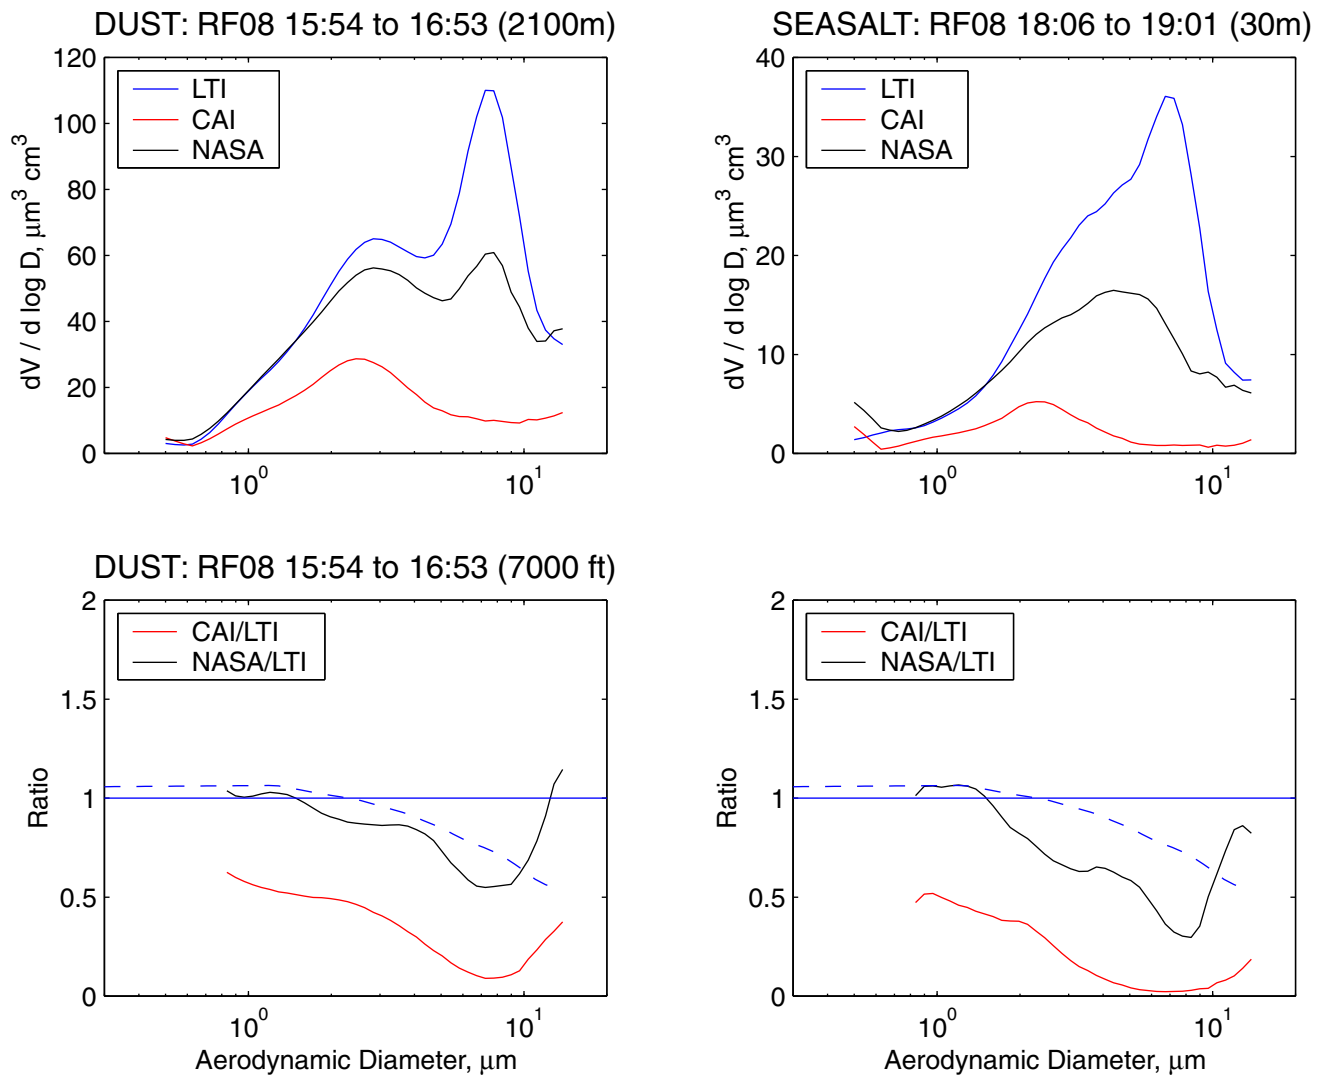 DUST: RF08 15:54 to 16:53 (2100m)
120
100
80
60
40
20
0
dV / d log D, μm³ cm³
LTI
CAI
NASA
10⁰
10¹
SEASALT: RF08 18:06 to 19:01 (30m)
40
30
20
10
0
dV / d log D, μm³ cm³
LTI
CAI
NASA
10⁰
10¹
DUST: RF08 15:54 to 16:53 (7000 ft)
2
1.5
1
0.5
0
Ratio
CAI/LTI
NASA/LTI
10⁰
10¹
Aerodynamic Diameter, μm
2
1.5
1
0.5
0
Ratio
CAI/LTI
NASA/LTI
10⁰
10¹
Aerodynamic Diameter, μm